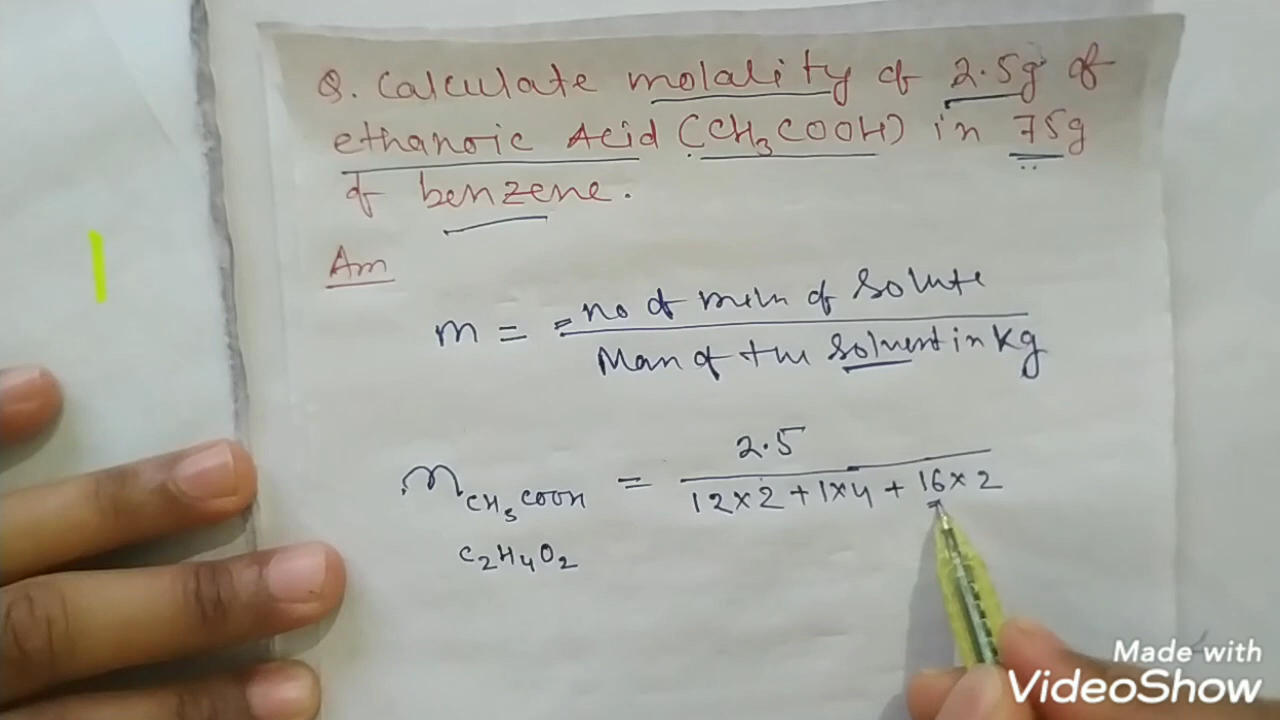 Q. Calculate molality of 2.5g of
ethanoic Acid (CH3COOH) in 75g
of benzene.
Ans
m = no of moles of Solute
Mass of the Solvent in Kg
nCH3COOH = 2.5
12×2+1×4+16×2
C2H4O2
Made with
VideoShow